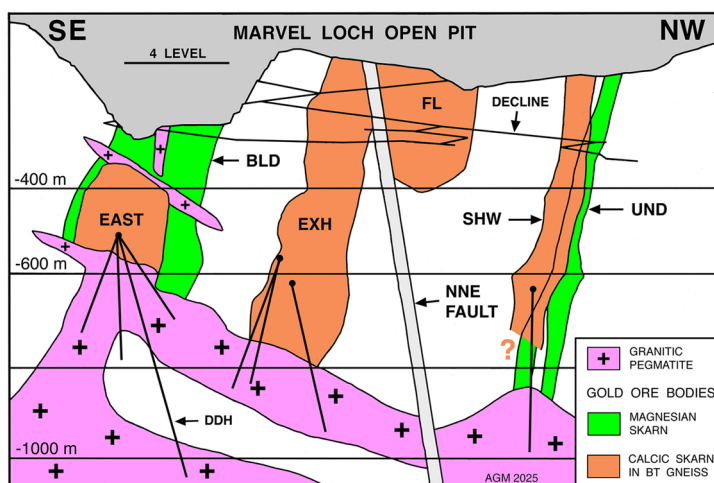 SE
MARVEL LOCH OPEN PIT
NW
4 LEVEL
FL
DECLINE
BLD
-400 m
EAST
EXH
SHW
UND
-600 m
NNE
FAULT
?
DDH
-1000 m
AGM 2025
GRANITIC
PEGMATITE
GOLD ORE BODIES
MAGNESIAN
SKARN
CALCIC SKARN
IN BT GNEISS